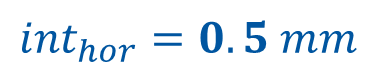 int_hor = 0.5 mm